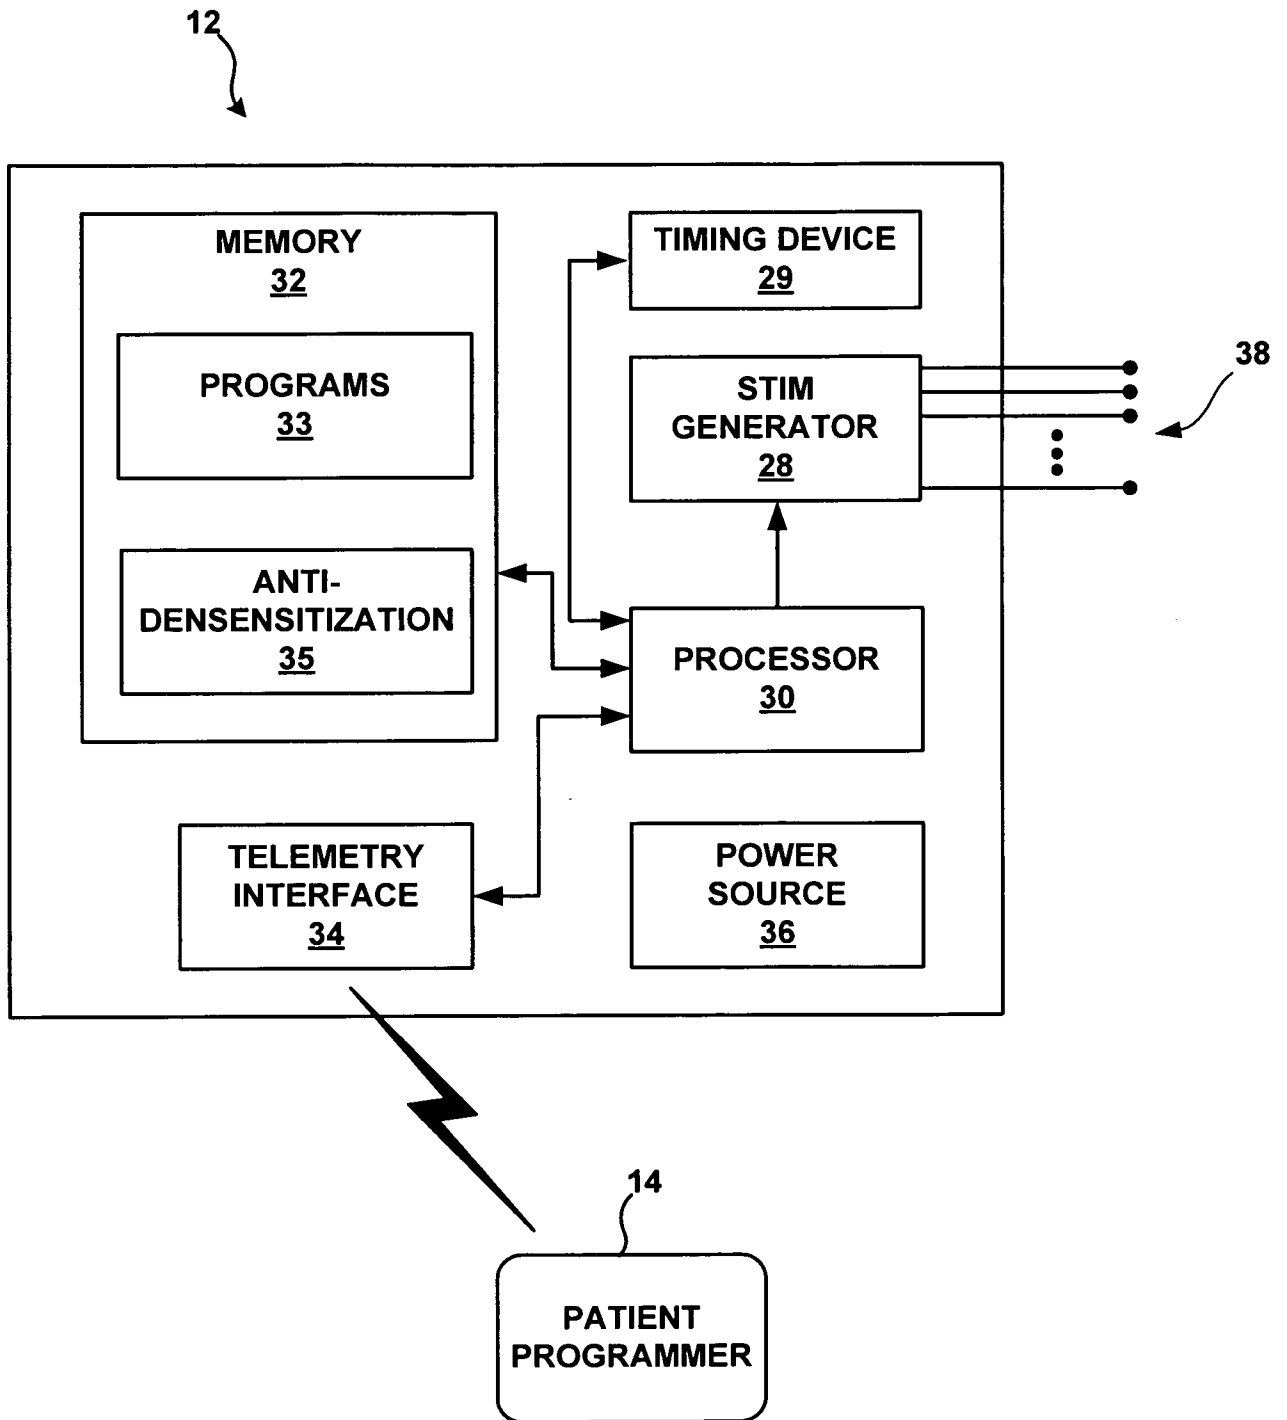 12
MEMORY
32
PROGRAMS
33
ANTI-
DENSENSITIZATION
35
TIMING DEVICE
29
STIM
GENERATOR
28
38
PROCESSOR
30
TELEMETRY
INTERFACE
34
POWER
SOURCE
36
14
PATIENT
PROGRAMMER